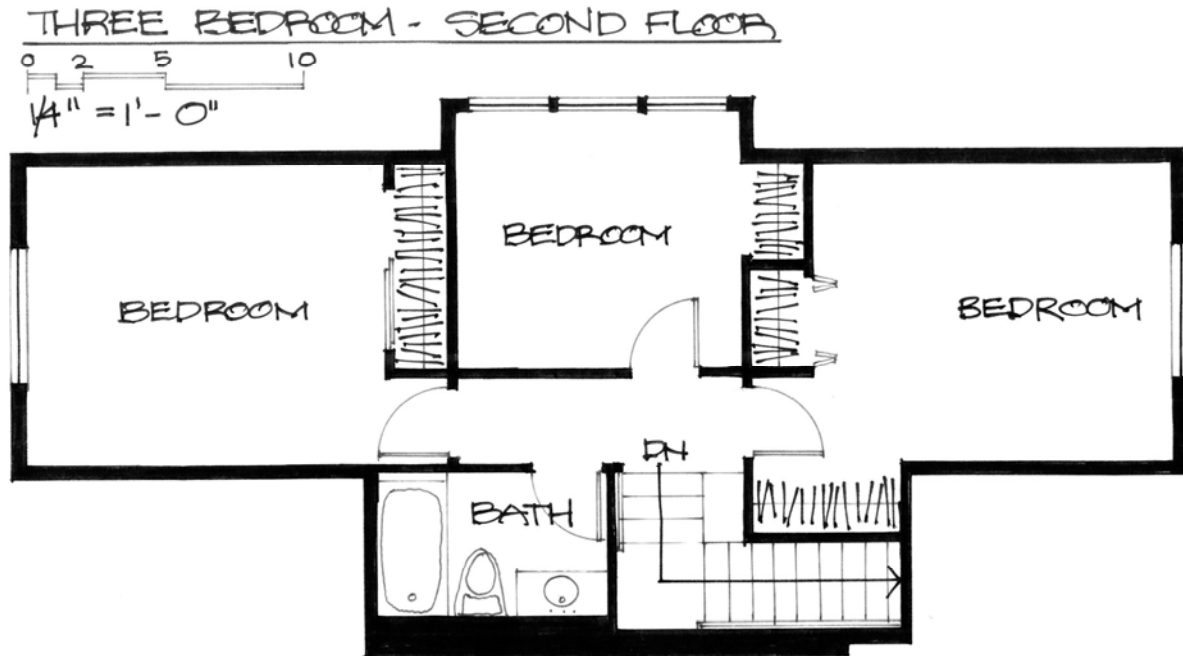 THREE BEDROOM - SECOND FLOOR
0 2 5 10
1/4" = 1'- 0"
BEDROOM
BEDROOM
BEDROOM
DN
BATH